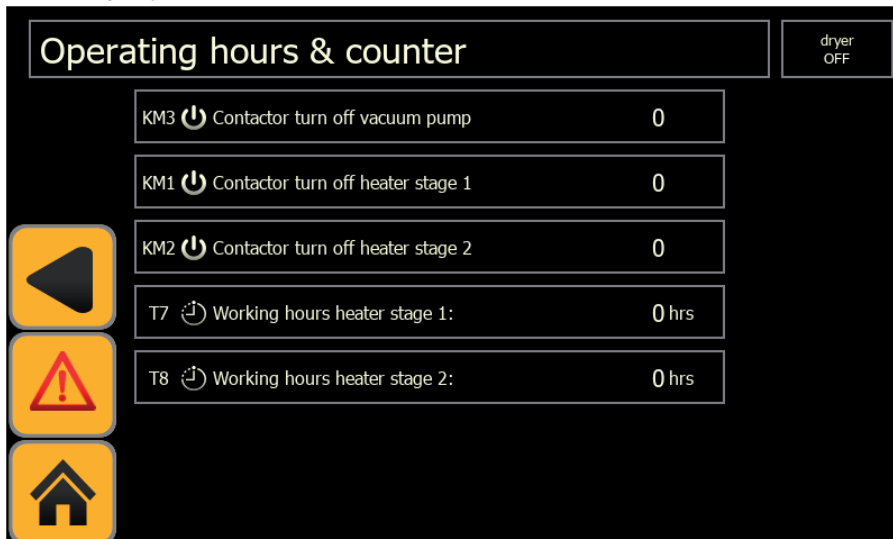 Operating hours & counter
dryer
OFF
KM3 Contactor turn off vacuum pump 0
KM1 Contactor turn off heater stage 1 0
KM2 Contactor turn off heater stage 2 0
T7 Working hours heater stage 1: 0 hrs
T8 Working hours heater stage 2: 0 hrs